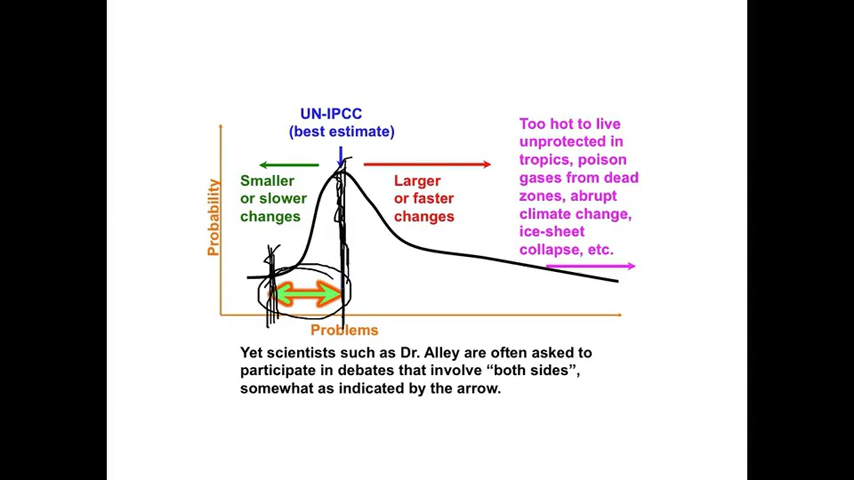 UN-IPCC
(best estimate)
Too hot to live
unprotected in
tropics, poison
gases from dead
zones, abrupt
climate change,
ice-sheet
collapse, etc.
Smaller
or slower
changes
Larger
or faster
changes
Probability
Problems
Yet scientists such as Dr. Alley are often asked to
participate in debates that involve “both sides”,
somewhat as indicated by the arrow.